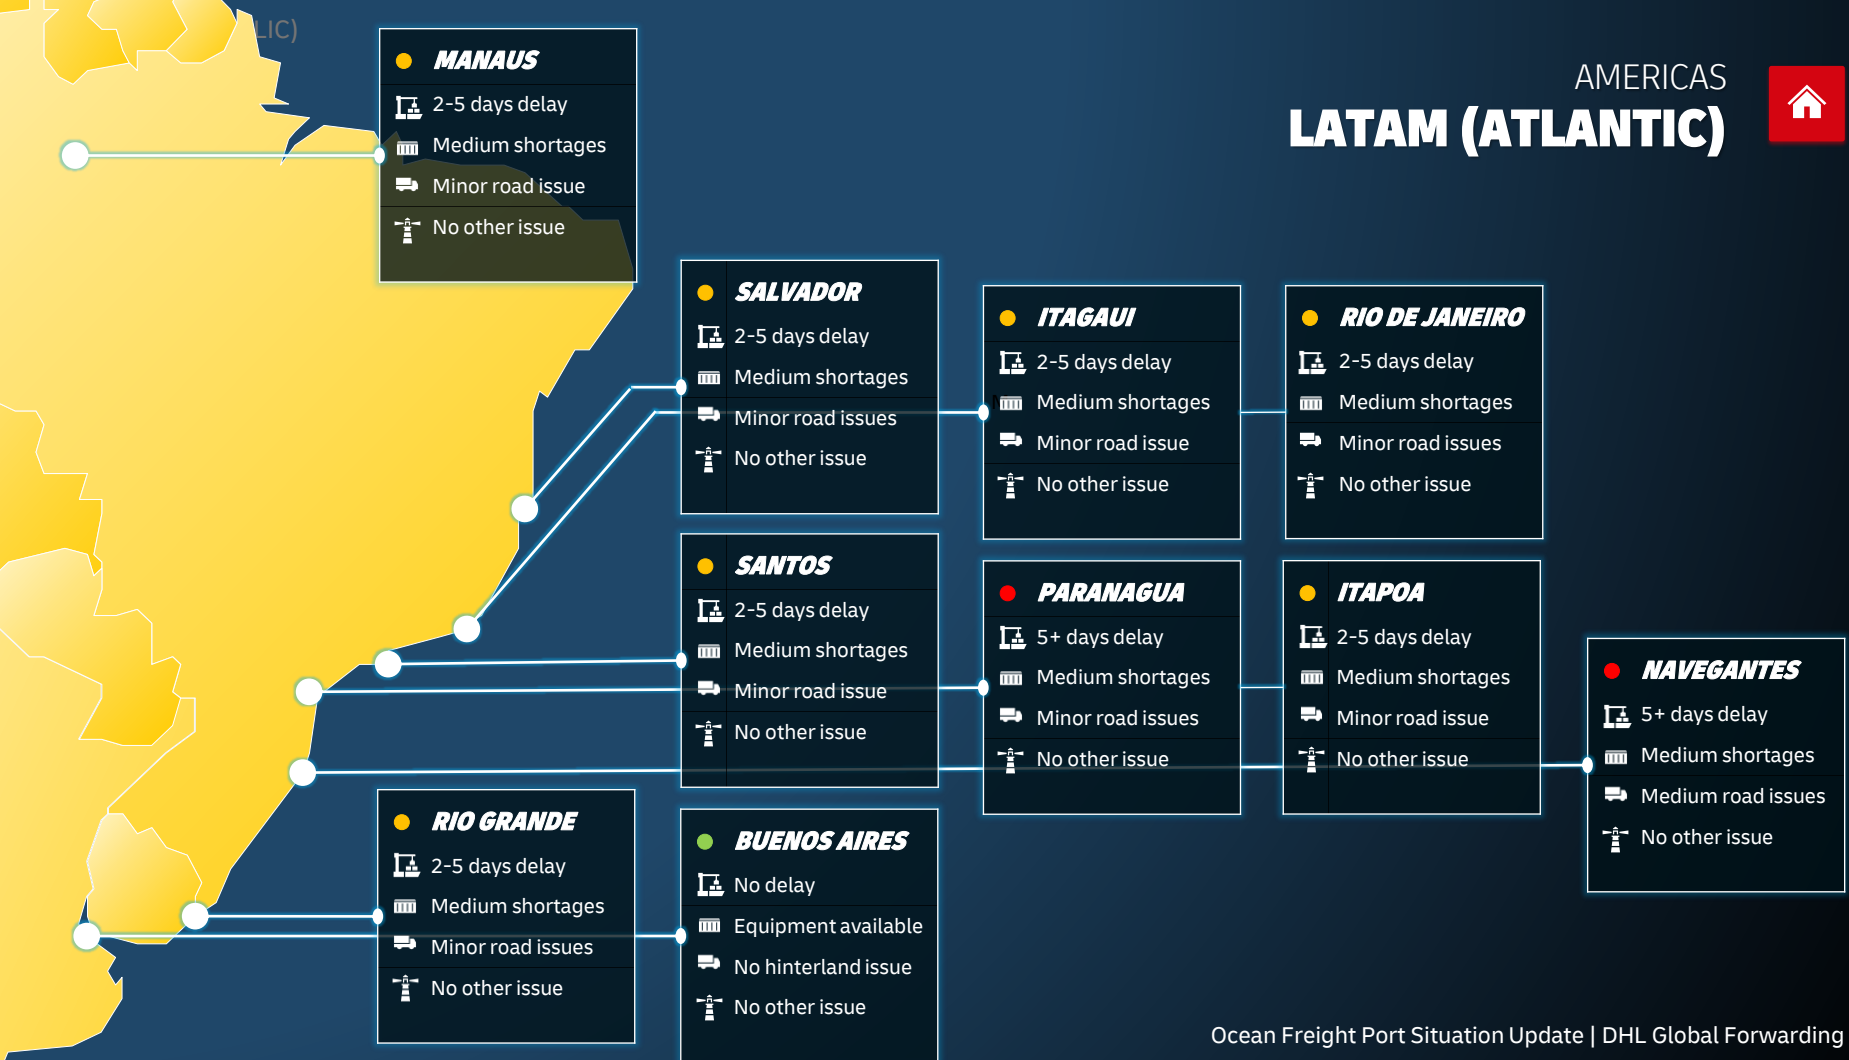 LIC)
AMERICAS
LATAM (ATLANTIC)
MANAUS
2-5 days delay
Medium shortages
Minor road issue
No other issue
SALVADOR
2-5 days delay
Medium shortages
Minor road issues
No other issue
ITAGAUI
2-5 days delay
Medium shortages
Minor road issue
No other issue
RIO DE JANEIRO
2-5 days delay
Medium shortages
Minor road issues
No other issue
SANTOS
2-5 days delay
Medium shortages
Minor road issue
No other issue
PARANAGUA
5+ days delay
Medium shortages
Minor road issues
No other issue
ITAPOA
2-5 days delay
Medium shortages
Minor road issue
No other issue
NAVEGANTES
5+ days delay
Medium shortages
Medium road issues
No other issue
RIO GRANDE
2-5 days delay
Medium shortages
Minor road issues
No other issue
BUENOS AIRES
No delay
Equipment available
No hinterland issue
No other issue
Ocean Freight Port Situation Update | DHL Global Forwarding